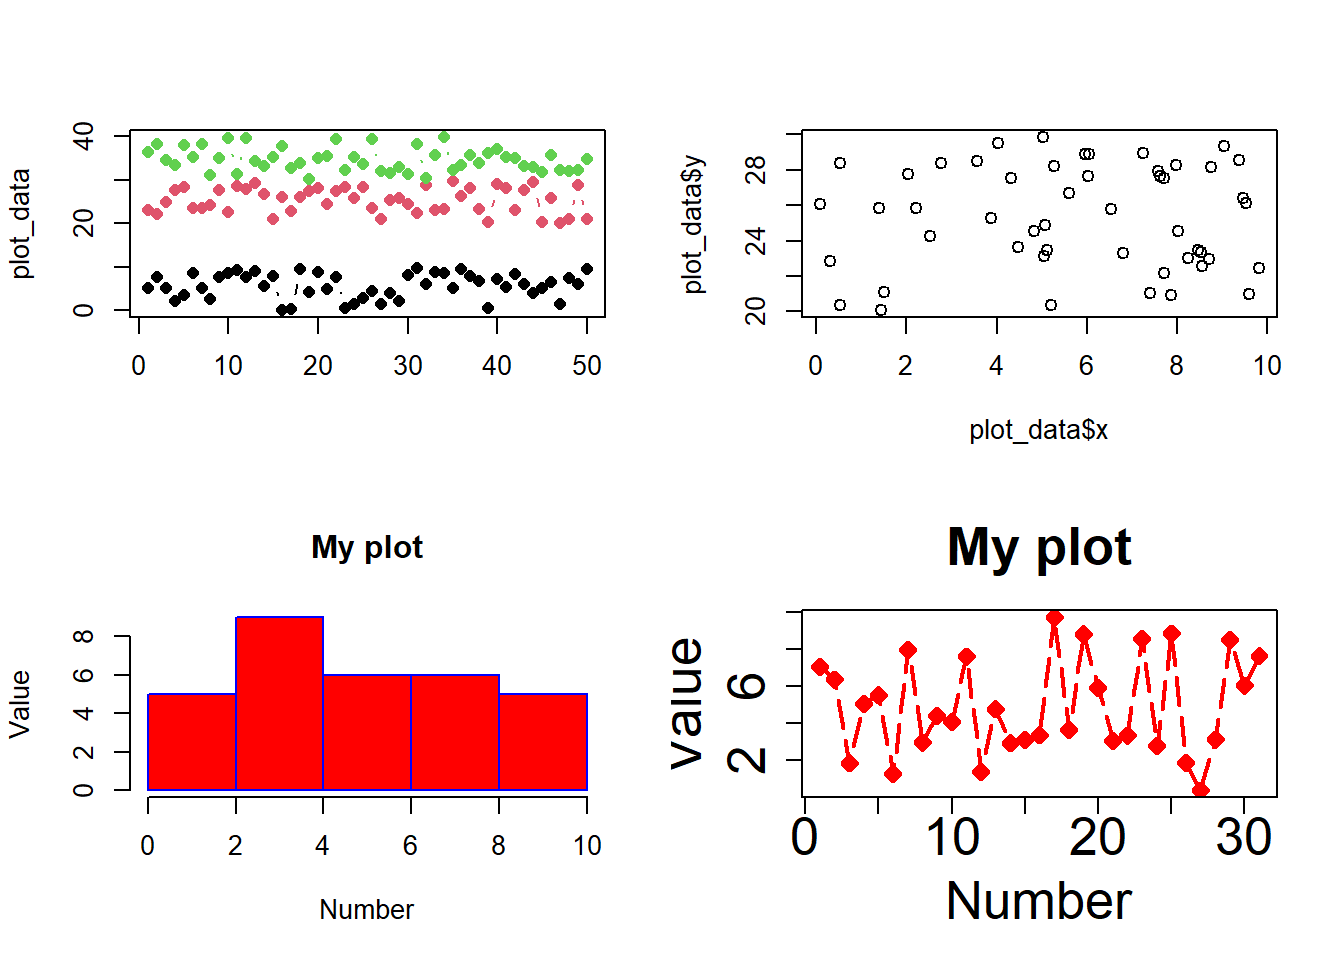 plot_data
0 20 40
0 10 20 30 40 50
plot_data$y
20 24 28
0 2 4 6 8 10
plot_data$x
My plot
Value
0 2 4 6 8
0 2 4 6 8 10
Number
My plot
value
2 6
0 10 20 30
Number